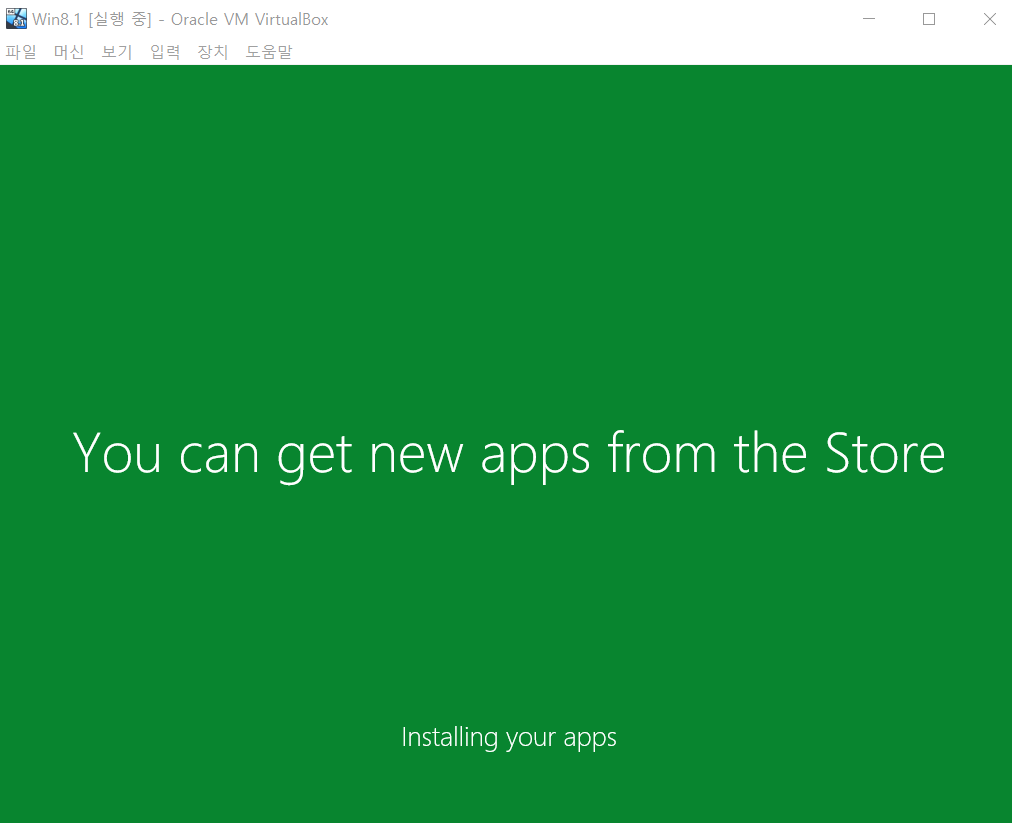 Win8.1 [실행 중] - Oracle VM VirtualBox
파일 머신 보기 입력 장치 도움말
You can get new apps from the Store
Installing your apps